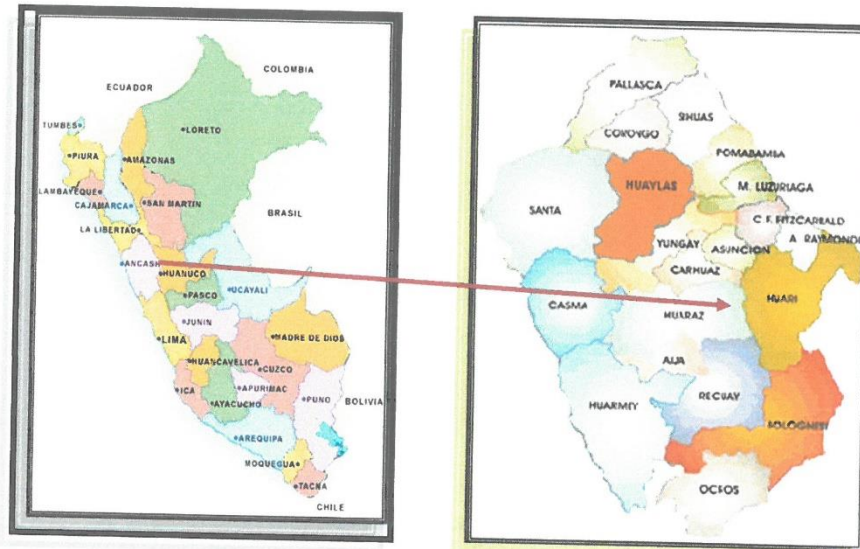 COLOMBIA
ECUADOR
TUMBES
LORETO
PIURA
AMAZONAS
LAMBAYEQUE
CAJAMARCA
SAN MARTIN
BRASIL
LA LIBERTAD
ANCASH
HUANUCO
PASCO
UCAYALI
JUNIN
LIMA
MADRE DE DIOS
HUANCAVELICA
CUZCO
ICA
APURIMAC
AYACUCHO
PUNO
BOLIVIA
AREQUIPA
MOQUEGUA
TACNA
CHILE
PALLASCA
SIHUAS
CORONGO
POMABAMBA
HUAYLAS
M. LUZURIAGA
SANTA
C. F. FITZCARRALD
A. RAYMONDI
YUNGAY
ASUNCION
CARHUAZ
CASMA
HUARI
HUARAZ
AIJA
HUARMEY
RECUAY
BOLOGNESI
OCROS